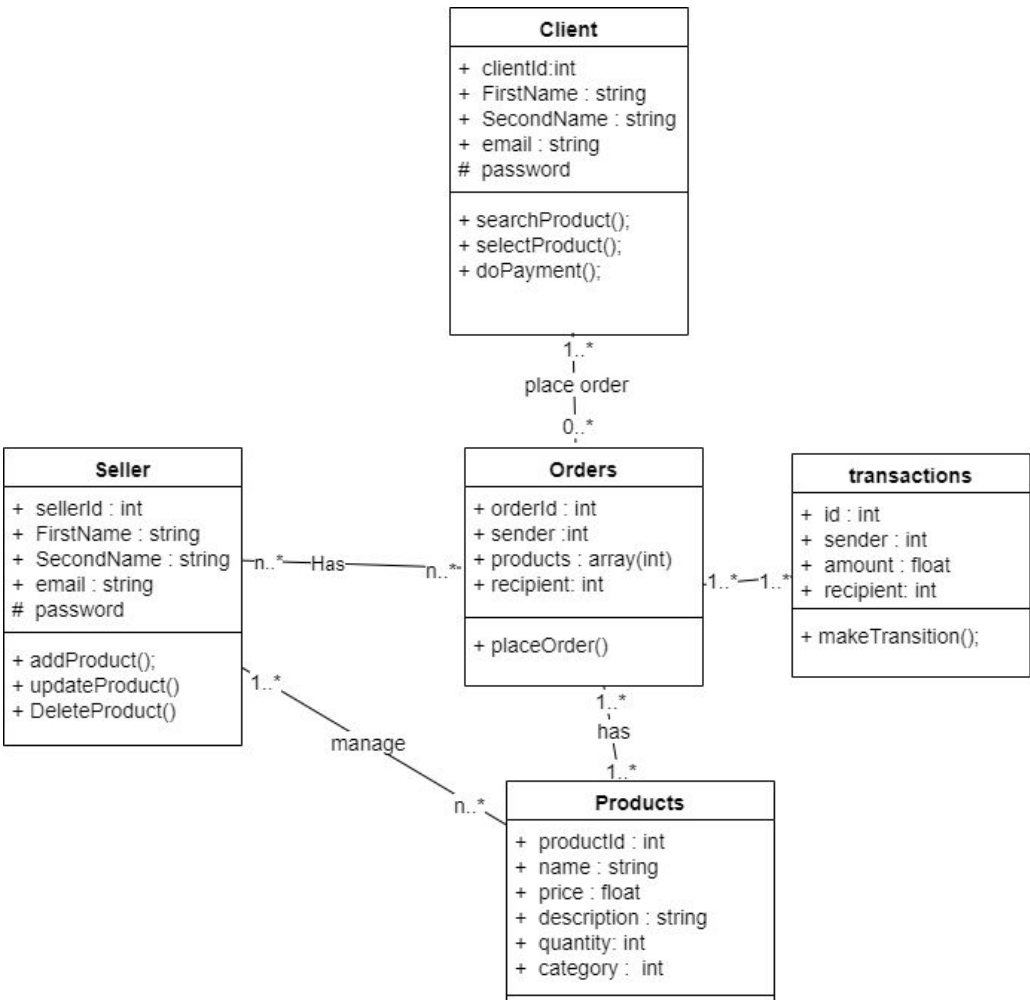 Client
+ clientId:int
+ FirstName : string
+ SecondName : string
+ email : string
# password
+ searchProduct();
+ selectProduct();
+ doPayment();
1..*
place order
0..*
Seller
+ sellerId : int
+ FirstName : string
+ SecondName : string
+ email : string
# password
+ addProduct();
+ updateProduct()
+ DeleteProduct()
n..*
Has
n..*
Orders
+ orderId : int
+ sender :int
+ products : array(int)
+ recipient: int
+ placeOrder()
1..*
1..*
transactions
+ id : int
+ sender : int
+ amount : float
+ recipient: int
+ makeTransition();
1..*
manage
n..*
1..*
has
1..*
Products
+ productId : int
+ name : string
+ price : float
+ description : string
+ quantity: int
+ category : int